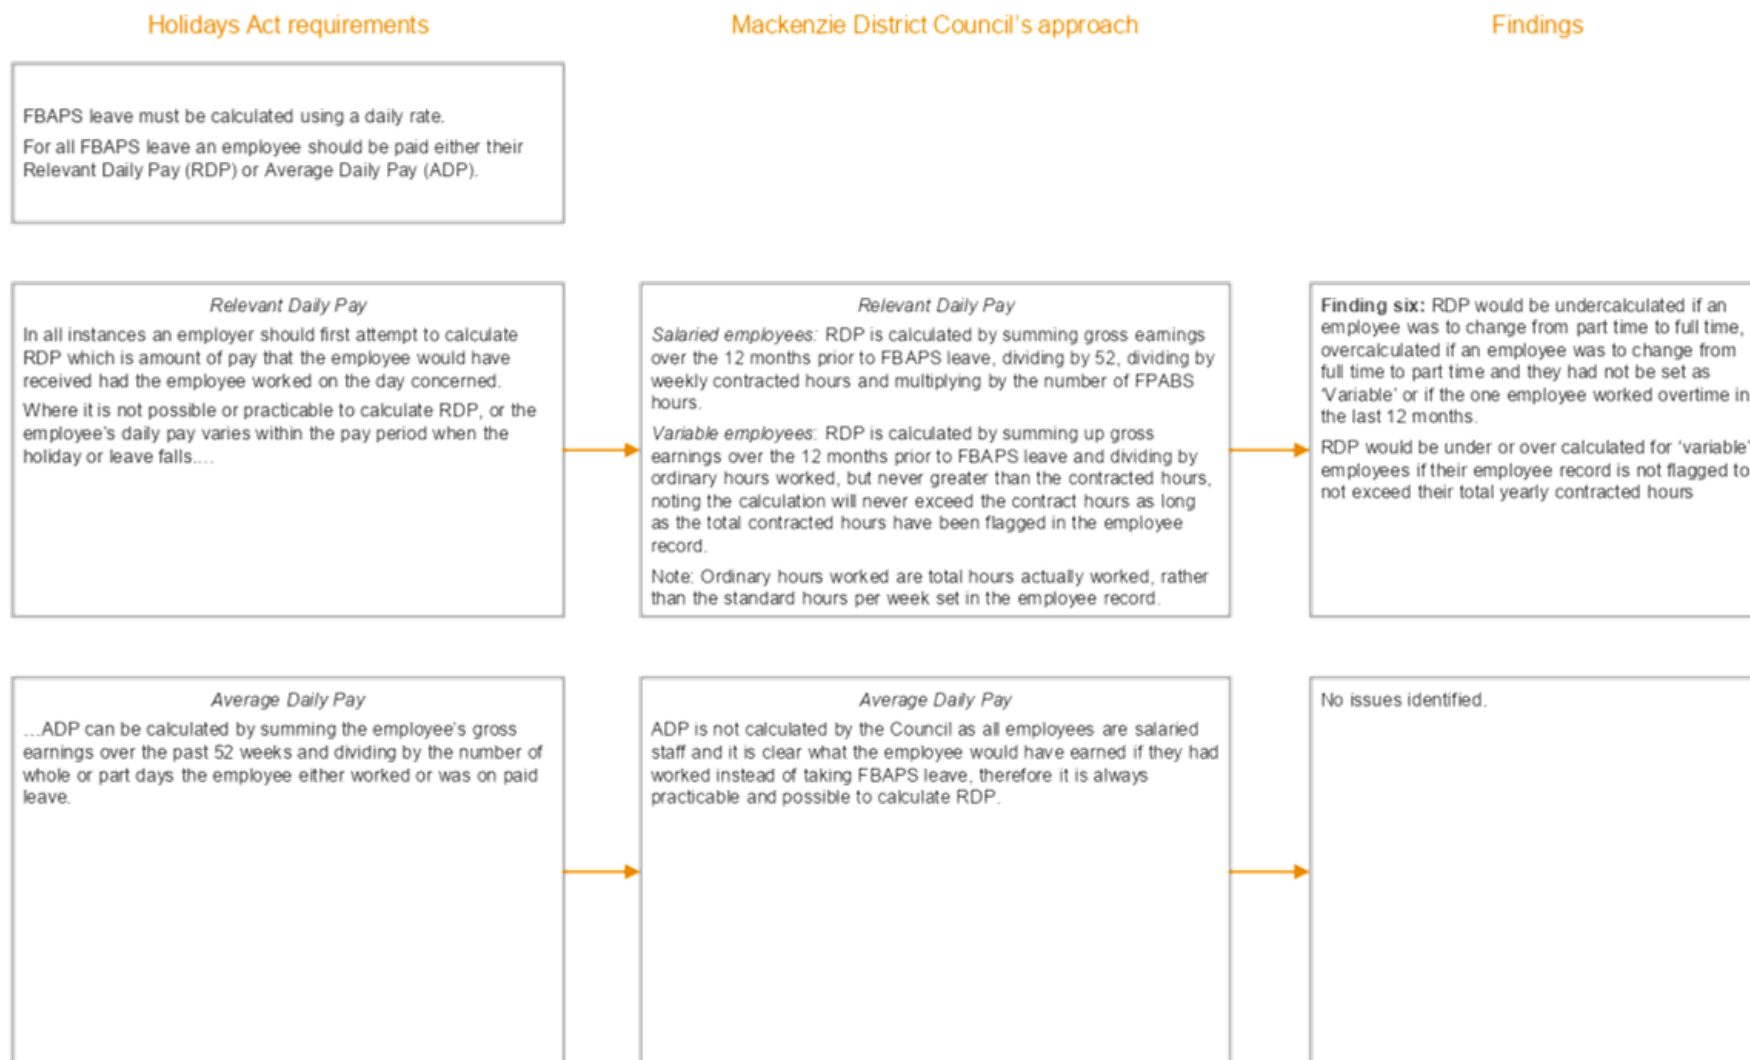 Holidays Act requirements
Mackenzie District Council's approach
Findings
FBAPS leave must be calculated using a daily rate.
For all FBAPS leave an employee should be paid either their
Relevant Daily Pay (RDP) or Average Daily Pay (ADP).
Relevant Daily Pay
In all instances an employer should first attempt to calculate
RDP which is amount of pay that the employee would have
received had the employee worked on the day concerned.
Where it is not possible or practicable to calculate RDP, or the
employee's daily pay varies within the pay period when the
holiday or leave falls....
Relevant Daily Pay
Salaried employees: RDP is calculated by summing gross earnings
over the 12 months prior to FBAPS leave, dividing by 52, dividing by
weekly contracted hours and multiplying by the number of FPABS
hours.
Variable employees: RDP is calculated by summing up gross
earnings over the 12 months prior to FBAPS leave and dividing by
ordinary hours worked, but never greater than the contracted hours,
noting the calculation will never exceed the contract hours as long
as the total contracted hours have been flagged in the employee
record.
Note: Ordinary hours worked are total hours actually worked, rather
than the standard hours per week set in the employee record.
Finding six: RDP would be undercalculated if an
employee was to change from part time to full time,
overcalculated if an employee was to change from
full time to part time and they had not be set as
'Variable' or if the one employee worked overtime in
the last 12 months.
RDP would be under or over calculated for 'variable'
employees if their employee record is not flagged to
not exceed their total yearly contracted hours
Average Daily Pay
...ADP can be calculated by summing the employee's gross
earnings over the past 52 weeks and dividing by the number of
whole or part days the employee either worked or was on paid
leave.
Average Daily Pay
ADP is not calculated by the Council as all employees are salaried
staff and it is clear what the employee would have earned if they had
worked instead of taking FBAPS leave, therefore it is always
practicable and possible to calculate RDP.
No issues identified.